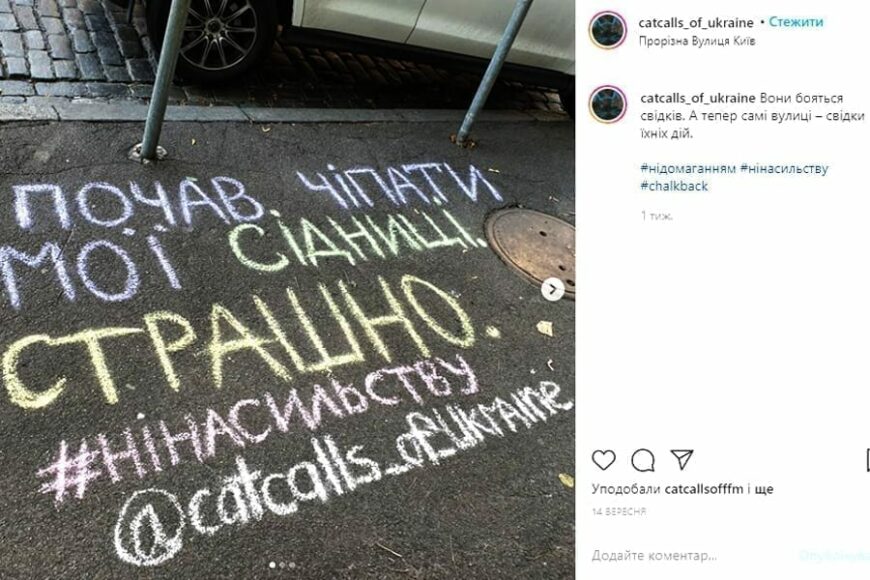 ПОЧАВ ЧІПАТИ
МОЇ СІДНИЦІ.
СТРАШНО.
#НІНАСИЛЬСТВУ
@catcalls_of_UKRAINE
catcalls_of_ukraine • Стежити
Прорізна Вулиця Київ
catcalls_of_ukraine Вони бояться
свідків. А тепер самі вулиці – свідки
їхніх дій.
#нідомаганням #нінасильству
#chalkback
1 тиж.
Уподобали catcallsofffm і ще
14 ВЕРЕСНЯ
Додайте коментар...